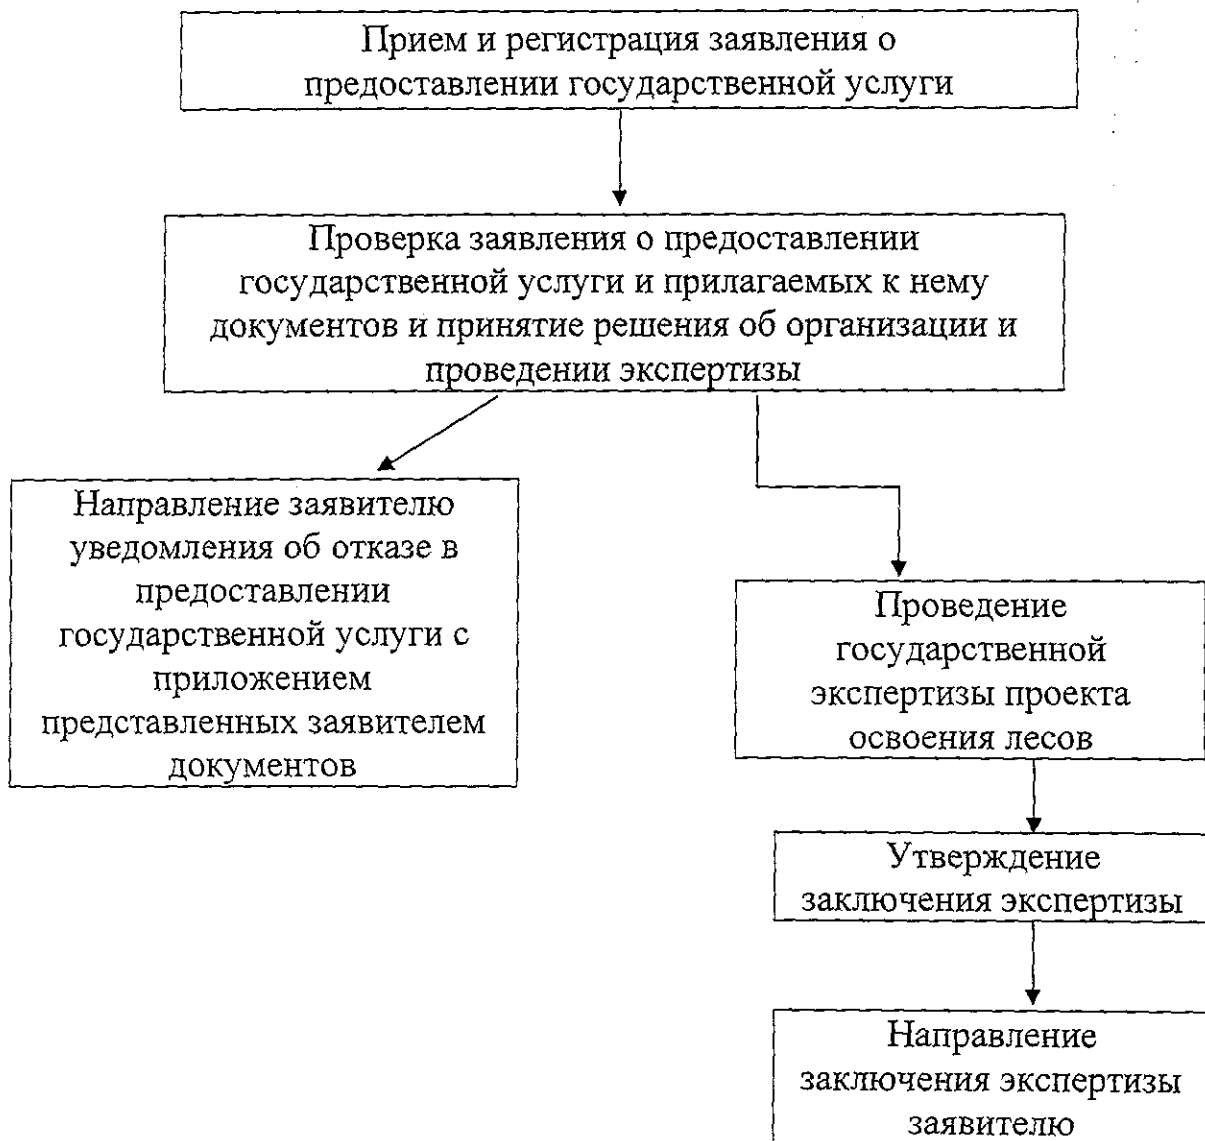 Прием и регистрация заявления о
предоставлении государственной услуги
Проверка заявления о предоставлении
государственной услуги и прилагаемых к нему
документов и принятие решения об организации и
проведении экспертизы
Направление заявителю
уведомления об отказе в
предоставлении
государственной услуги с
приложением
представленных заявителем
документов
Проведение
государственной
экспертизы проекта
освоения лесов
Утверждение
заключения экспертизы
Направление
заключения экспертизы
заявителю